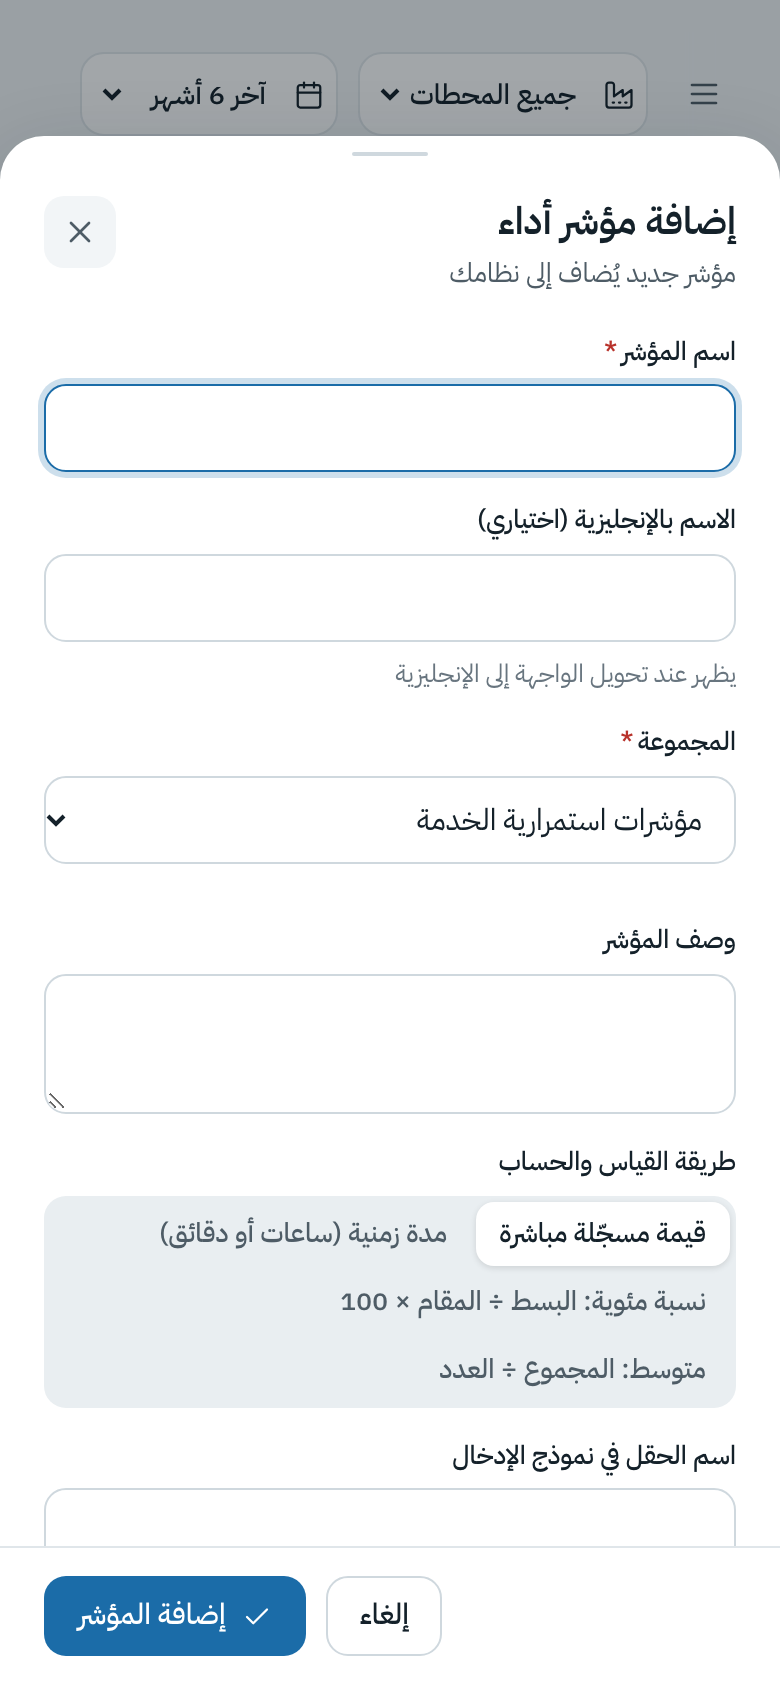 جميع المحطات
آخر 6 أشهر
إضافة مؤشر أداء
مؤشر جديد يُضاف إلى نظامك
اسم المؤشر *
الاسم بالإنجليزية (اختياري)
يظهر عند تحويل الواجهة إلى الإنجليزية
المجموعة *
مؤشرات استمرارية الخدمة
وصف المؤشر
طريقة القياس والحساب
قيمة مسجّلة مباشرة
مدة زمنية (ساعات أو دقائق)
نسبة مئوية: البسط ÷ المقام × 100
متوسط: المجموع ÷ العدد
اسم الحقل في نموذج الإدخال
إلغاء
إضافة المؤشر